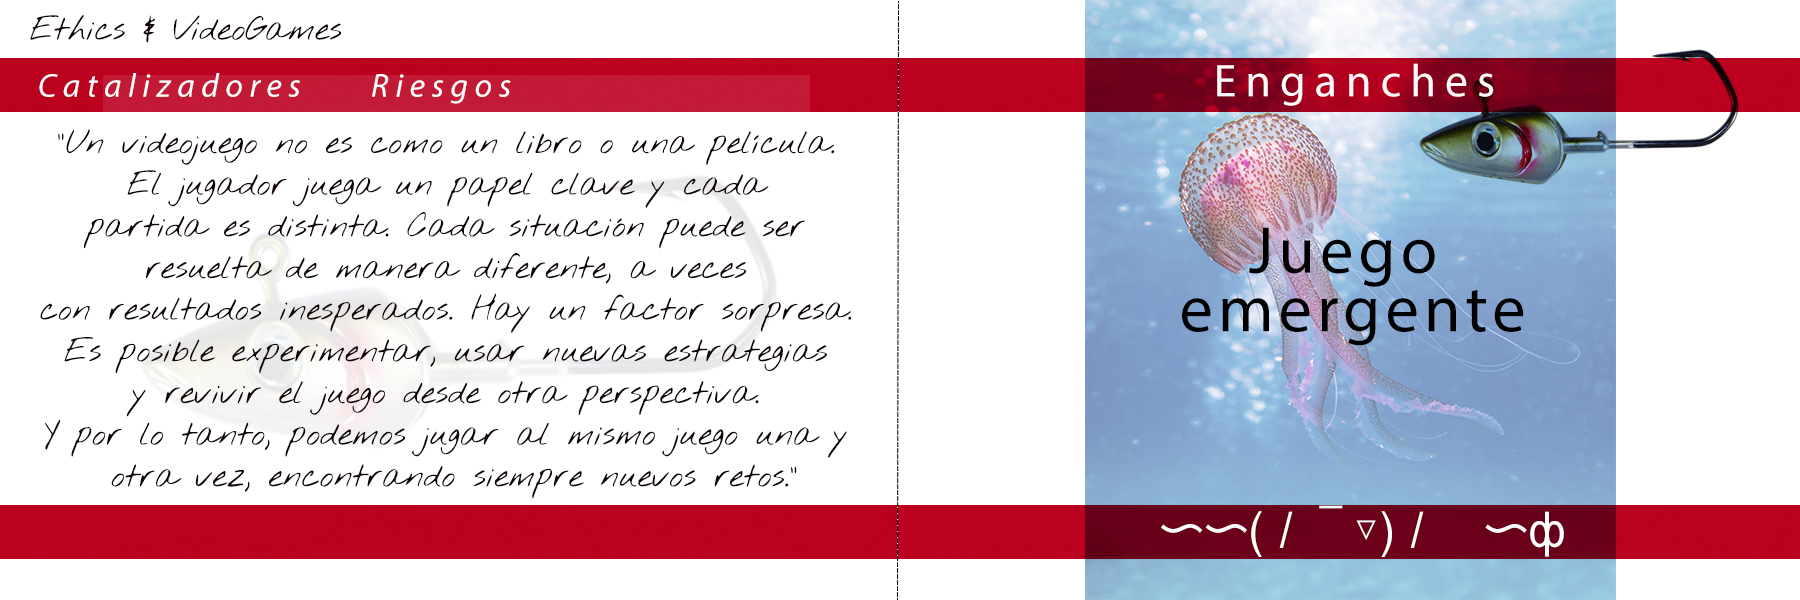 Ethics & VideoGames
Catalizadores Riesgos
"Un videojuego no es como un libro o una película.
El jugador juega un papel clave y cada
partida es distinta. Cada situación puede ser
resuelta de manera diferente, a veces
con resultados inesperados. Hay un factor sorpresa.
Es posible experimentar, usar nuevas estrategias
y revivir el juego desde otra perspectiva.
Y por lo tanto, podemos jugar al mismo juego una y
otra vez, encontrando siempre nuevos retos."
Enganches
Juego
emergente
〜〜( / ‾ ▿) / 〜ф